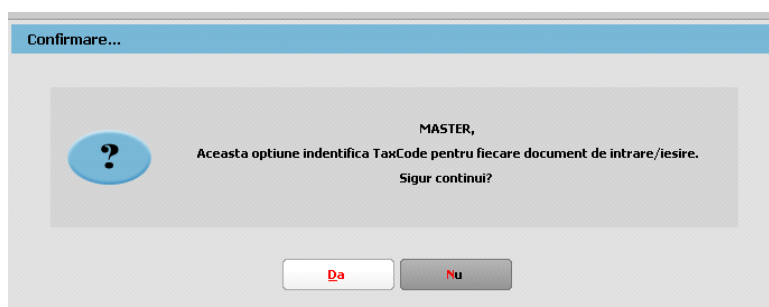 Confirmare...
?
MASTER,
Aceasta optiune indentifica TaxCode pentru fiecare document de intrare/iesire.
Sigur continui?
Da
Nu